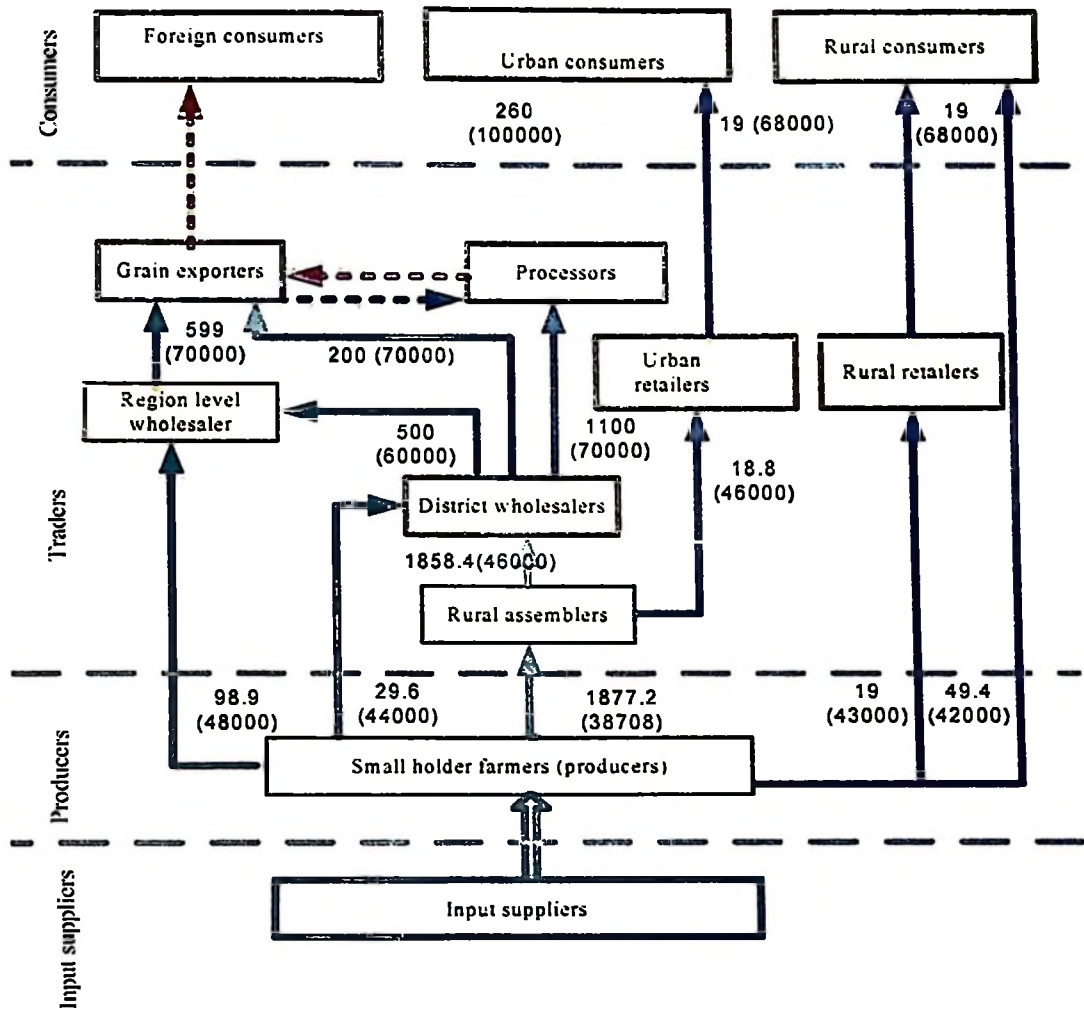 Foreign consumers
Urban consumers
Rural consumers
Consumers
260
(100000)
19 (68000)
19
(68000)
Grain exporters
Processors
599
(70000)
200 (70000)
Urban
retailers
Rural retailers
Region level
wholesaler
500
(60000)
1100
(70000)
18.8
(46000)
District wholesalers
Traders
1858.4(46000)
Rural assemblers
98.9
(48000)
29.6
(44000)
1877.2
(38708)
19
(43000)
49.4
(42000)
Small holder farmers (producers)
Producers
Input suppliers
Input suppliers